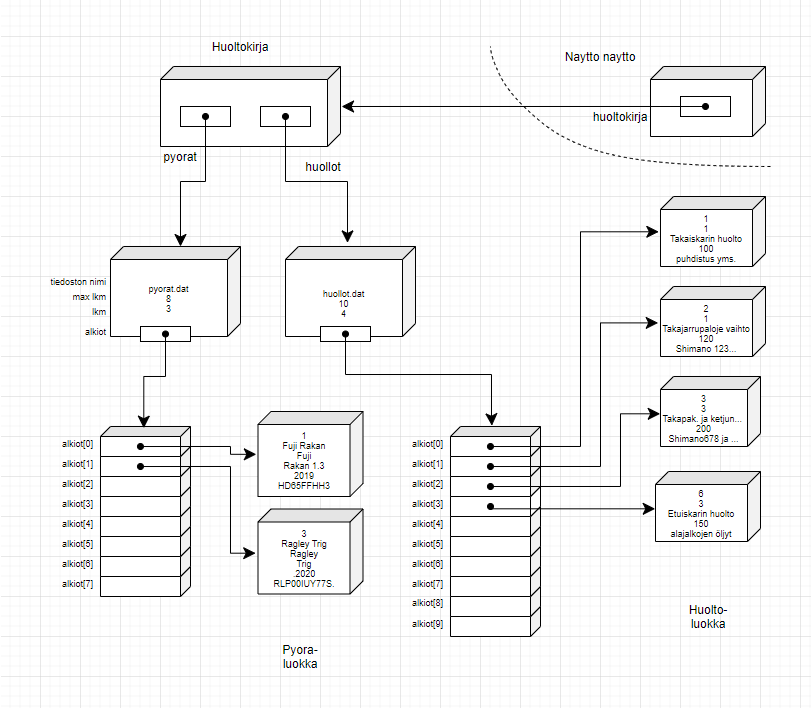 Huoltokirja
Naytto naytto
huoltokirja
pyorat
huollot
tiedoston nimi
max lkm
lkm
alkiot
pyorat.dat
8
3
huollot.dat
10
4
1
1
Takaiskarin huolto
100
puhdistus yms.
2
1
Takajarrupaloje vaihto
120
Shimano 123...
3
3
Takapak. ja ketjun...
200
Shimano678 ja ...
6
3
Etuiskarin huolto
150
alajalkojen öljyt
alkiot[0]
alkiot[1]
alkiot[2]
alkiot[3]
alkiot[4]
alkiot[5]
alkiot[6]
alkiot[7]
1
Fuji Rakan
Fuji
Rakan 1.3
2019
HD65FFHH3
3
Ragley Trig
Ragley
Trig
.2020
RLP00IUY77S.
alkiot[0]
alkiot[1]
alkiot[2]
alkiot[3]
alkiot[4]
alkiot[5]
alkiot[6]
alkiot[7]
alkiot[8]
alkiot[9]
Pyora-
luokka
Huolto-
luokka